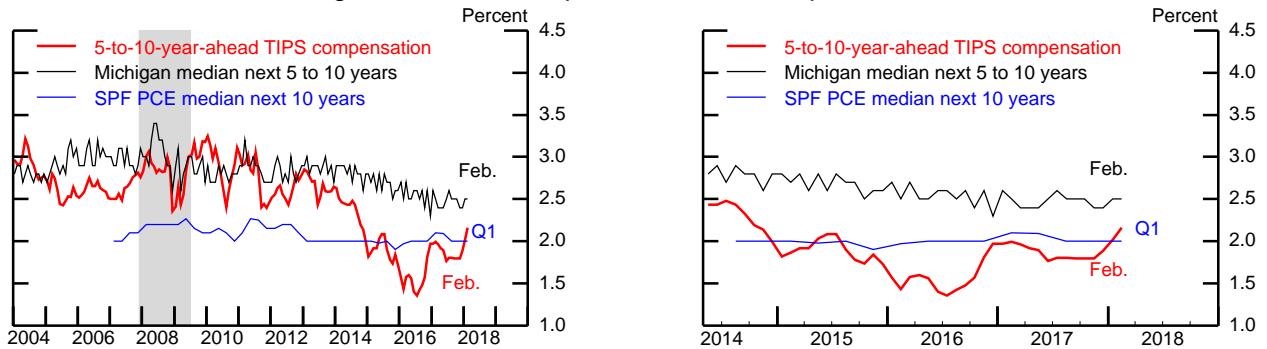 Percent
4.5
5-to-10-year-ahead TIPS compensation
Michigan median next 5 to 10 years
SPF PCE median next 10 years
4.0
3.5
3.0
2.5
2.0
1.5
1.0
Feb.
Q1
Feb.
2004 2006 2008 2010 2012 2014 2016 2018
Percent
4.5
5-to-10-year-ahead TIPS compensation
Michigan median next 5 to 10 years
SPF PCE median next 10 years
4.0
3.5
3.0
2.5
2.0
1.5
1.0
Feb.
Q1
Feb.
2014 2015 2016 2017 2018